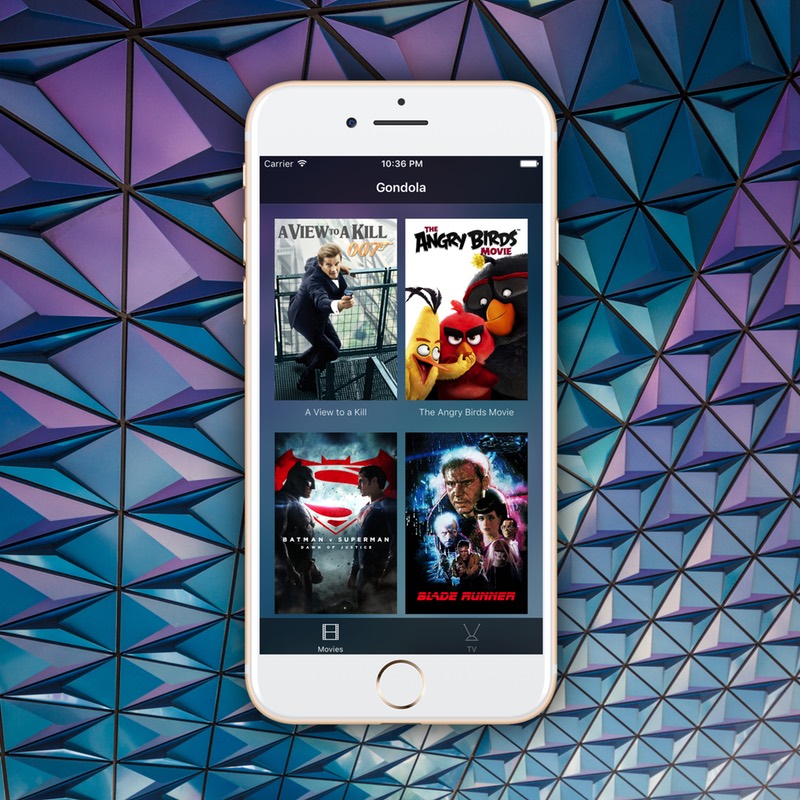 Carrier 10:36 PM
Gondola
A VIEW TO A KILL
007
THE
ANGRY BIRDS
MOVIE
A View to a Kill
The Angry Birds Movie
BATMAN v SUPERMAN
DAWN OF JUSTICE
BLADE RUNNER
Movies
TV